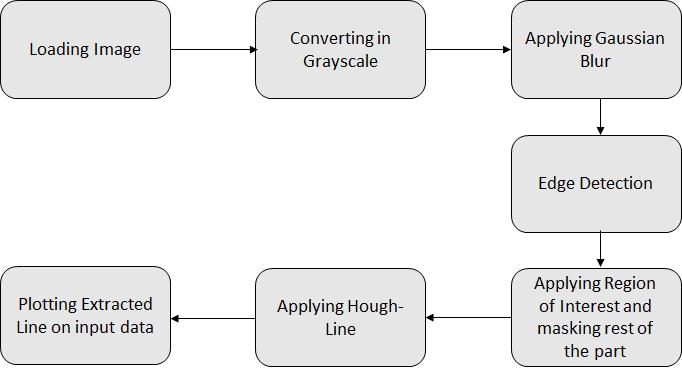 Loading Image
Converting in
Grayscale
Applying Gaussian
Blur
Edge Detection
Applying Region
of Interest and
masking rest of
the part
Applying Hough-
Line
Plotting Extracted
Line on input data